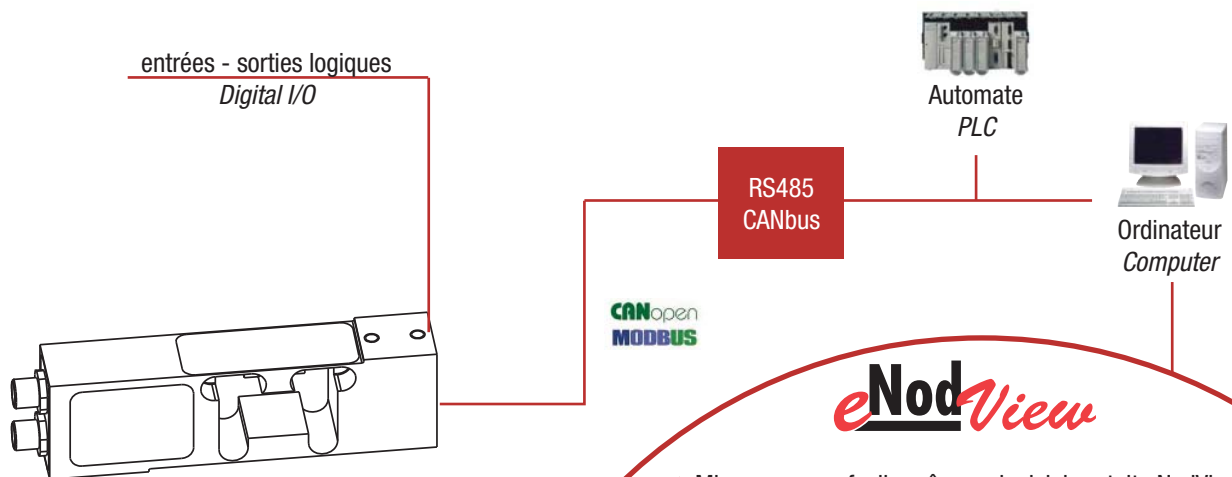 entrées - sorties logiques
Digital I/O
Automate
PLC
RS485
CANbus
Ordinateur
Computer
CANopen
MODBUS
eNodView